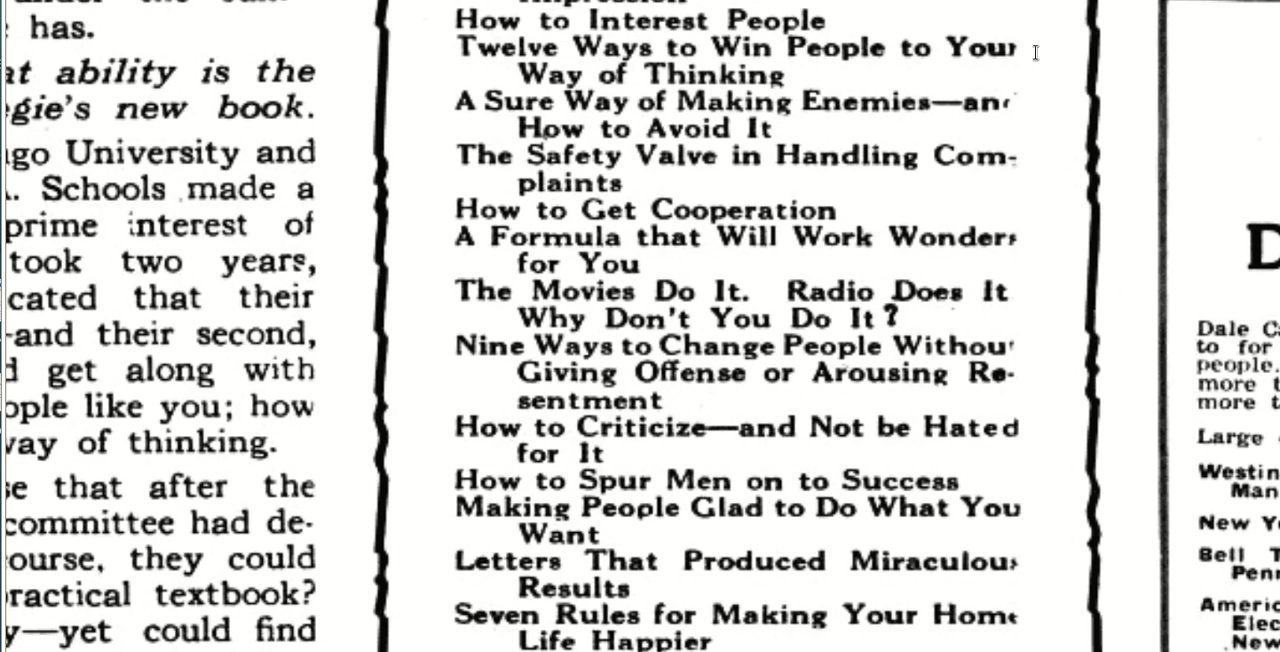 has.
at ability is the
gie's new book.
go University and
. Schools made a
prime interest of
took two years,
cated that their
-and their second,
get along with
ople like you; how
way of thinking.
se that after the
committee had de-
ourse, they could
ractical textbook?
y—yet could find
How to Interest People
Twelve Ways to Win People to Your
Way of Thinking
A Sure Way of Making Enemies—and
How to Avoid It
The Safety Valve in Handling Com-
plaints
How to Get Cooperation
A Formula that Will Work Wonders
for You
The Movies Do It. Radio Does It
Why Don't You Do It?
Nine Ways to Change People Without
Giving Offense or Arousing Re-
sentment
How to Criticize—and Not be Hated
for It
How to Spur Men on to Success
Making People Glad to Do What You
Want
Letters That Produced Miraculous
Results
Seven Rules for Making Your Home
Life Happier
D
Dale C
to for
people.
more t
more t
Large
Westin
Man
New Y
Bell T
Penn
Americ
Elec
New